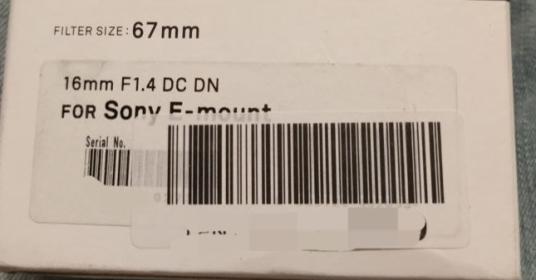 FILTER SIZE: 67mm
16mm F1.4 DC DN
FOR Sony E-mount
Serial No.